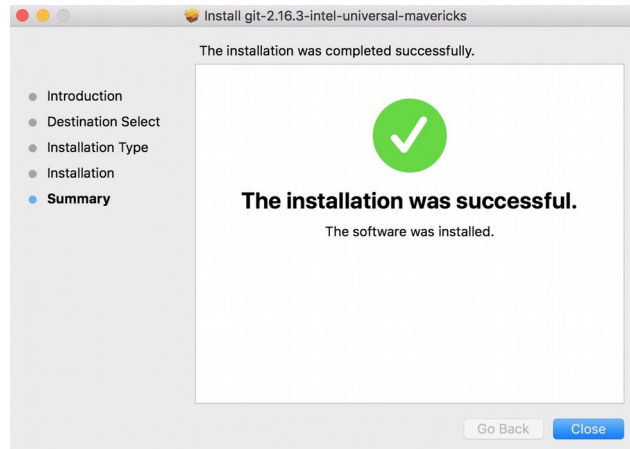 Install git-2.16.3-intel-universal-mavericks
The installation was completed successfully.
Introduction
Destination Select
Installation Type
Installation
Summary
The installation was successful.
The software was installed.
Go Back
Close